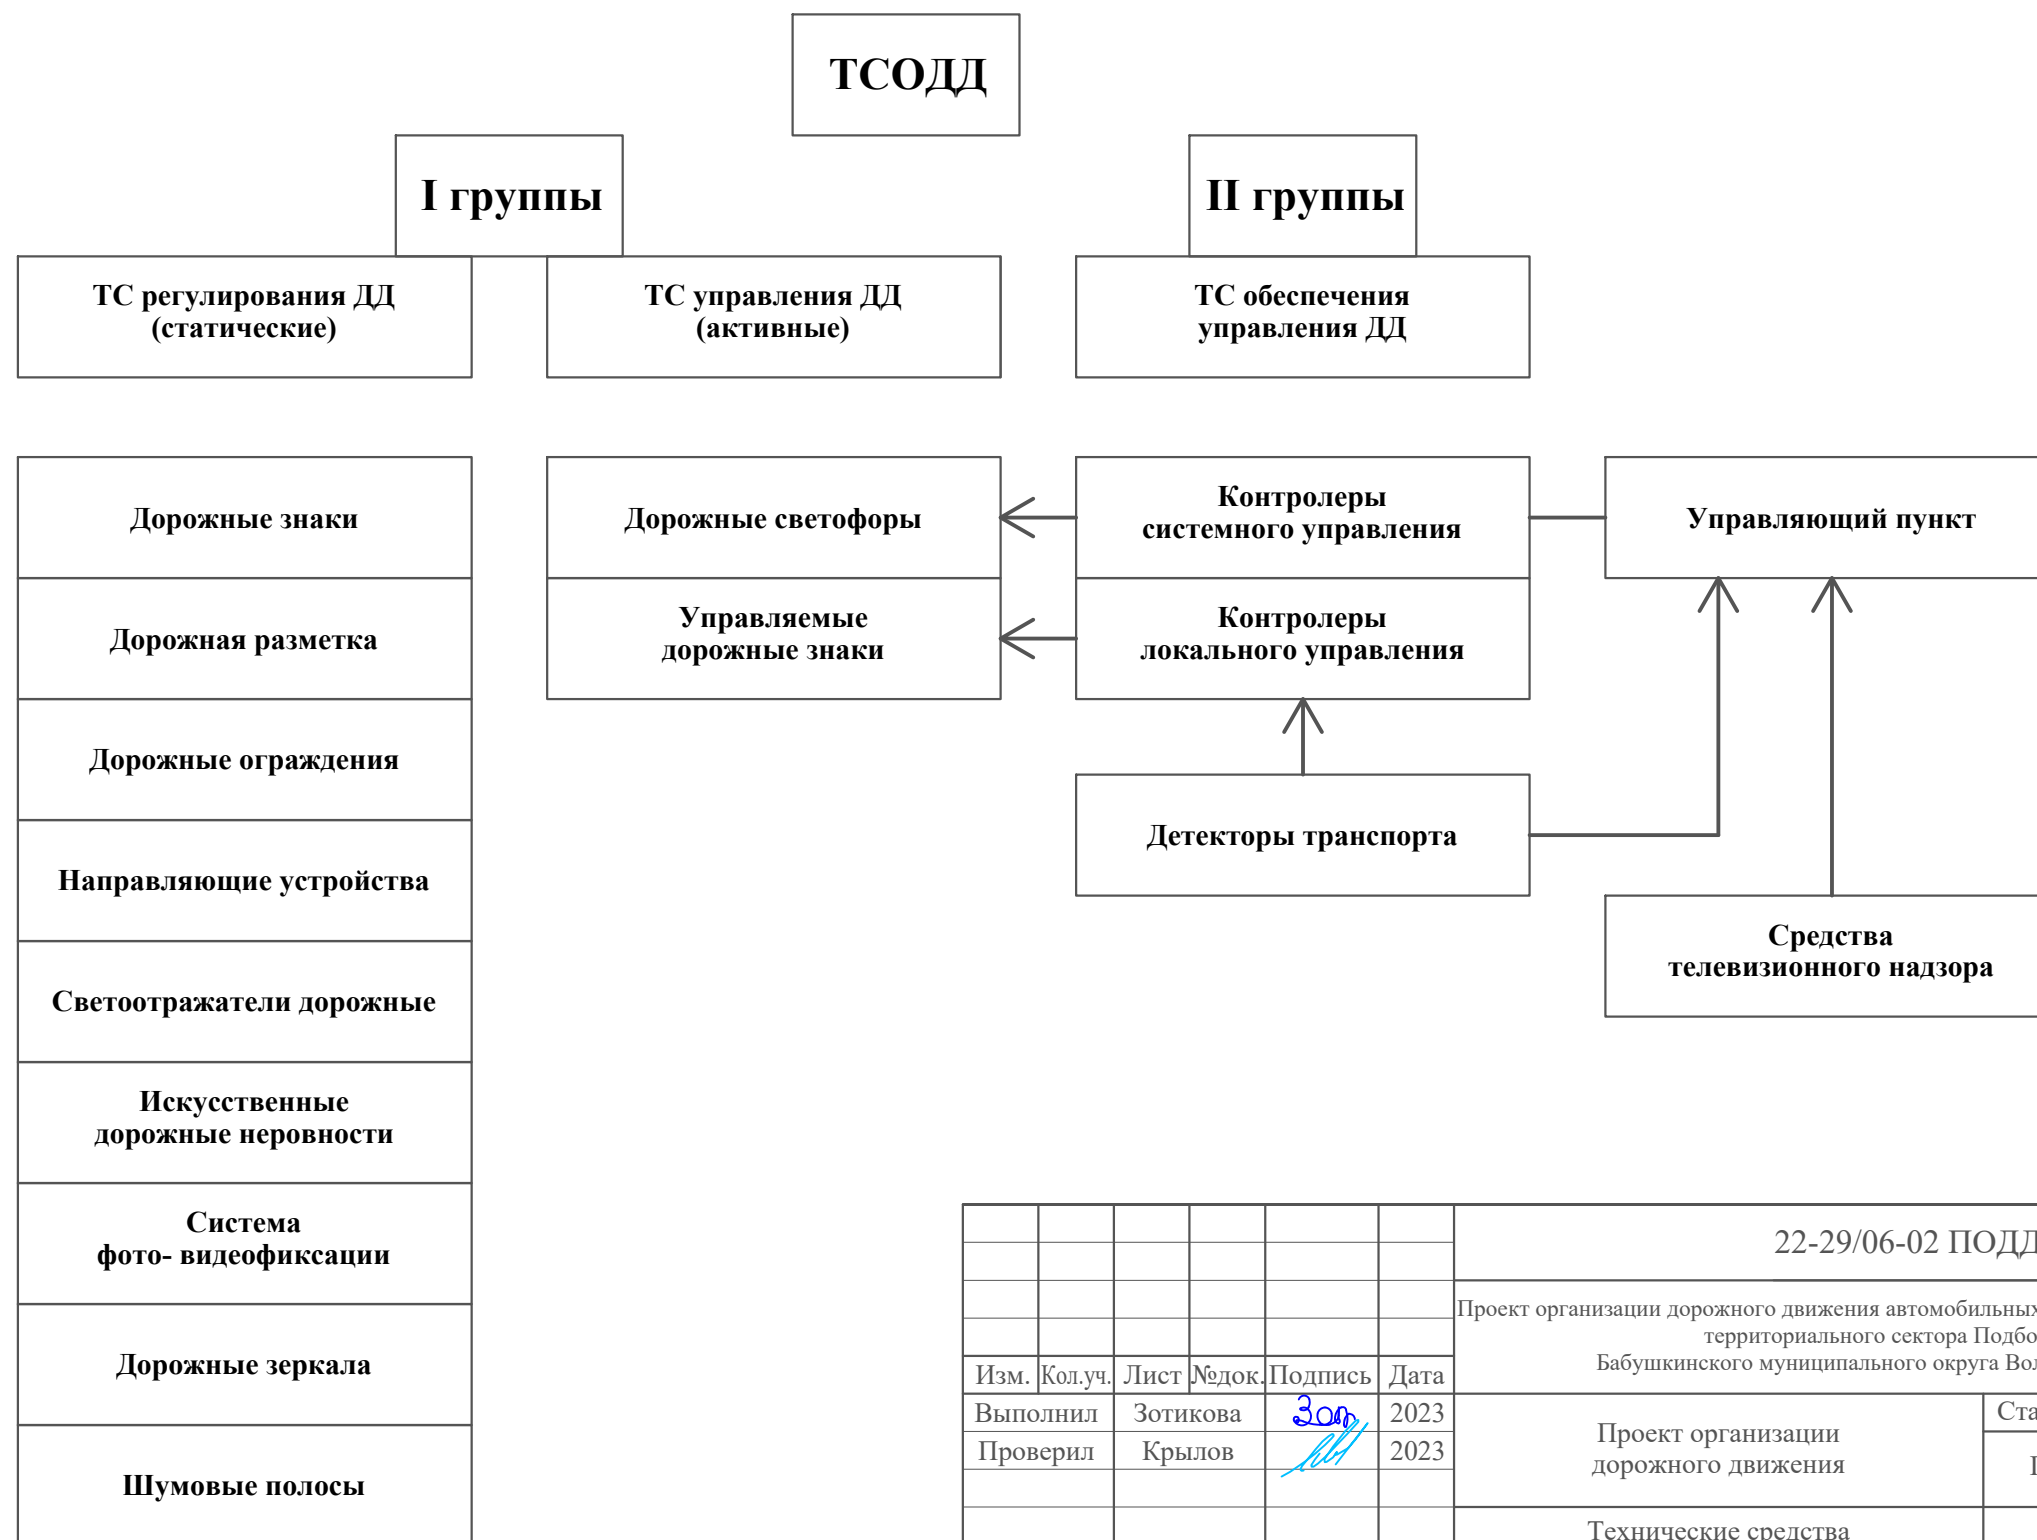 ТСОДД
I группы
II группы
ТС регулирования ДД
(статические)
ТС управления ДД
(активные)
ТС обеспечения
управления ДД
Дорожные знаки
Дорожная разметка
Дорожные ограждения
Направляющие устройства
Светоотражатели дорожные
Искусственные
дорожные неровности
Система
фото- видеофиксации
Дорожные зеркала
Шумовые полосы
Дорожные светофоры
Управляемые
дорожные знаки
Контролеры
системного управления
Контролеры
локального управления
Детекторы транспорта
Управляющий пункт
Средства
телевизионного надзора
22-29/06-02 ПОДД
Проект организации дорожного движения автомобильных
территориального сектора Подбо
Бабушкинского муниципального округа Вол
Изм. Кол.уч. Лист №док. Подпись Дата
Выполнил Зотикова Зот 2023
Проверил Крылов 2023
Проект организации
дорожного движения
Ста
Технические средства